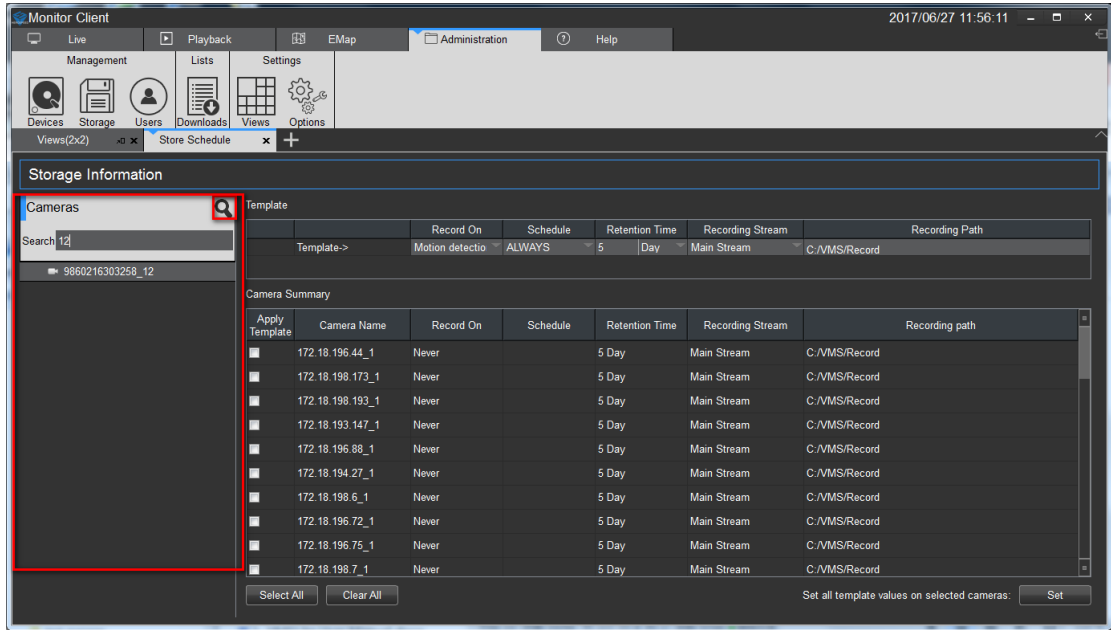 Monitor Client 2017/06/27 11:56:11
Live Playback EMap Administration ? Help
Management Lists Settings
Devices Storage Users Downloads Views Options
Views(2x2) Store Schedule
Storage Information
Cameras
Search 12
9860216303258_12
Template
Record On Schedule Retention Time Recording Stream Recording Path
Template-> Motion detectio ALWAYS 5 Day Main Stream C:/VMS/Record
Camera Summary
Apply Template Camera Name Record On Schedule Retention Time Recording Stream Recording path
172.18.196.44_1 Never 5 Day Main Stream C:/VMS/Record
172.18.198.173_1 Never 5 Day Main Stream C:/VMS/Record
172.18.198.193_1 Never 5 Day Main Stream C:/VMS/Record
172.18.193.147_1 Never 5 Day Main Stream C:/VMS/Record
172.18.196.88_1 Never 5 Day Main Stream C:/VMS/Record
172.18.194.27_1 Never 5 Day Main Stream C:/VMS/Record
172.18.198.6_1 Never 5 Day Main Stream C:/VMS/Record
172.18.196.72_1 Never 5 Day Main Stream C:/VMS/Record
172.18.196.75_1 Never 5 Day Main Stream C:/VMS/Record
172.18.198.7_1 Never 5 Day Main Stream C:/VMS/Record
Select All Clear All Set all template values on selected cameras: Set